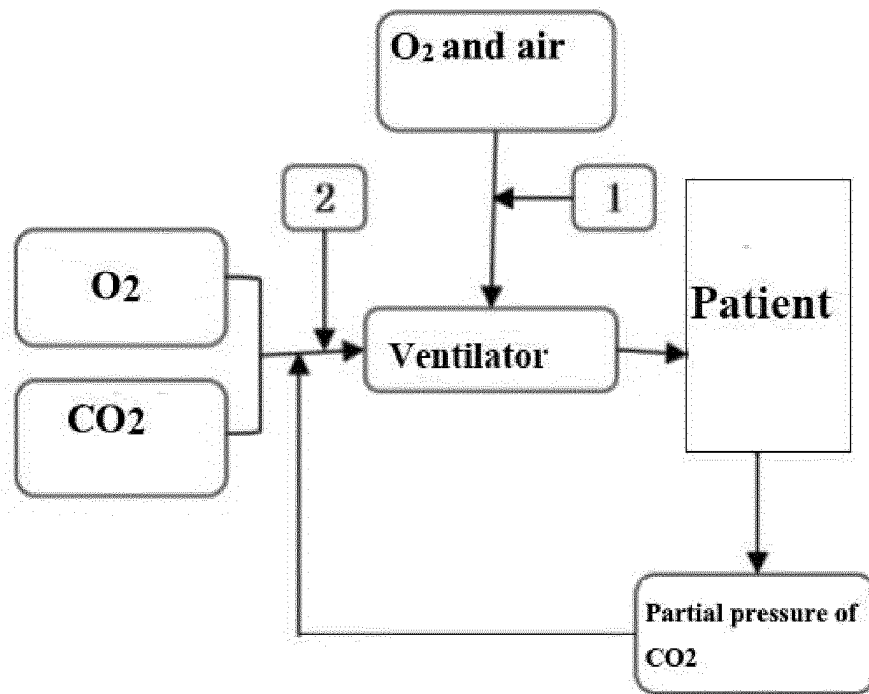 O₂ and air
2
1
O2
CO2
Ventilator
Patient
Partial pressure of
CO2